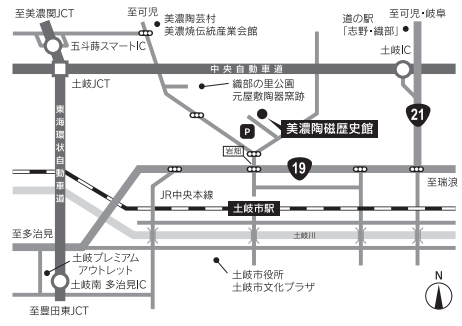 至美濃関JCT
五斗蒔スマートIC
土岐JCT
至可児
美濃陶芸村
美濃焼伝統産業会館
中央自動車道
織部の里公園
元屋敷陶器窯跡
P
美濃陶磁歴史館
岩畑
道の駅
「志野・織部」
至可児・岐阜
土岐IC
21
19
至瑞浪
東海環状自動車道
JR中央本線
土岐市駅
至多治見
土岐川
土岐プレミアム
アウトレット
土岐南 多治見IC
至豊田東JCT
土岐市役所
土岐市文化プラザ
N